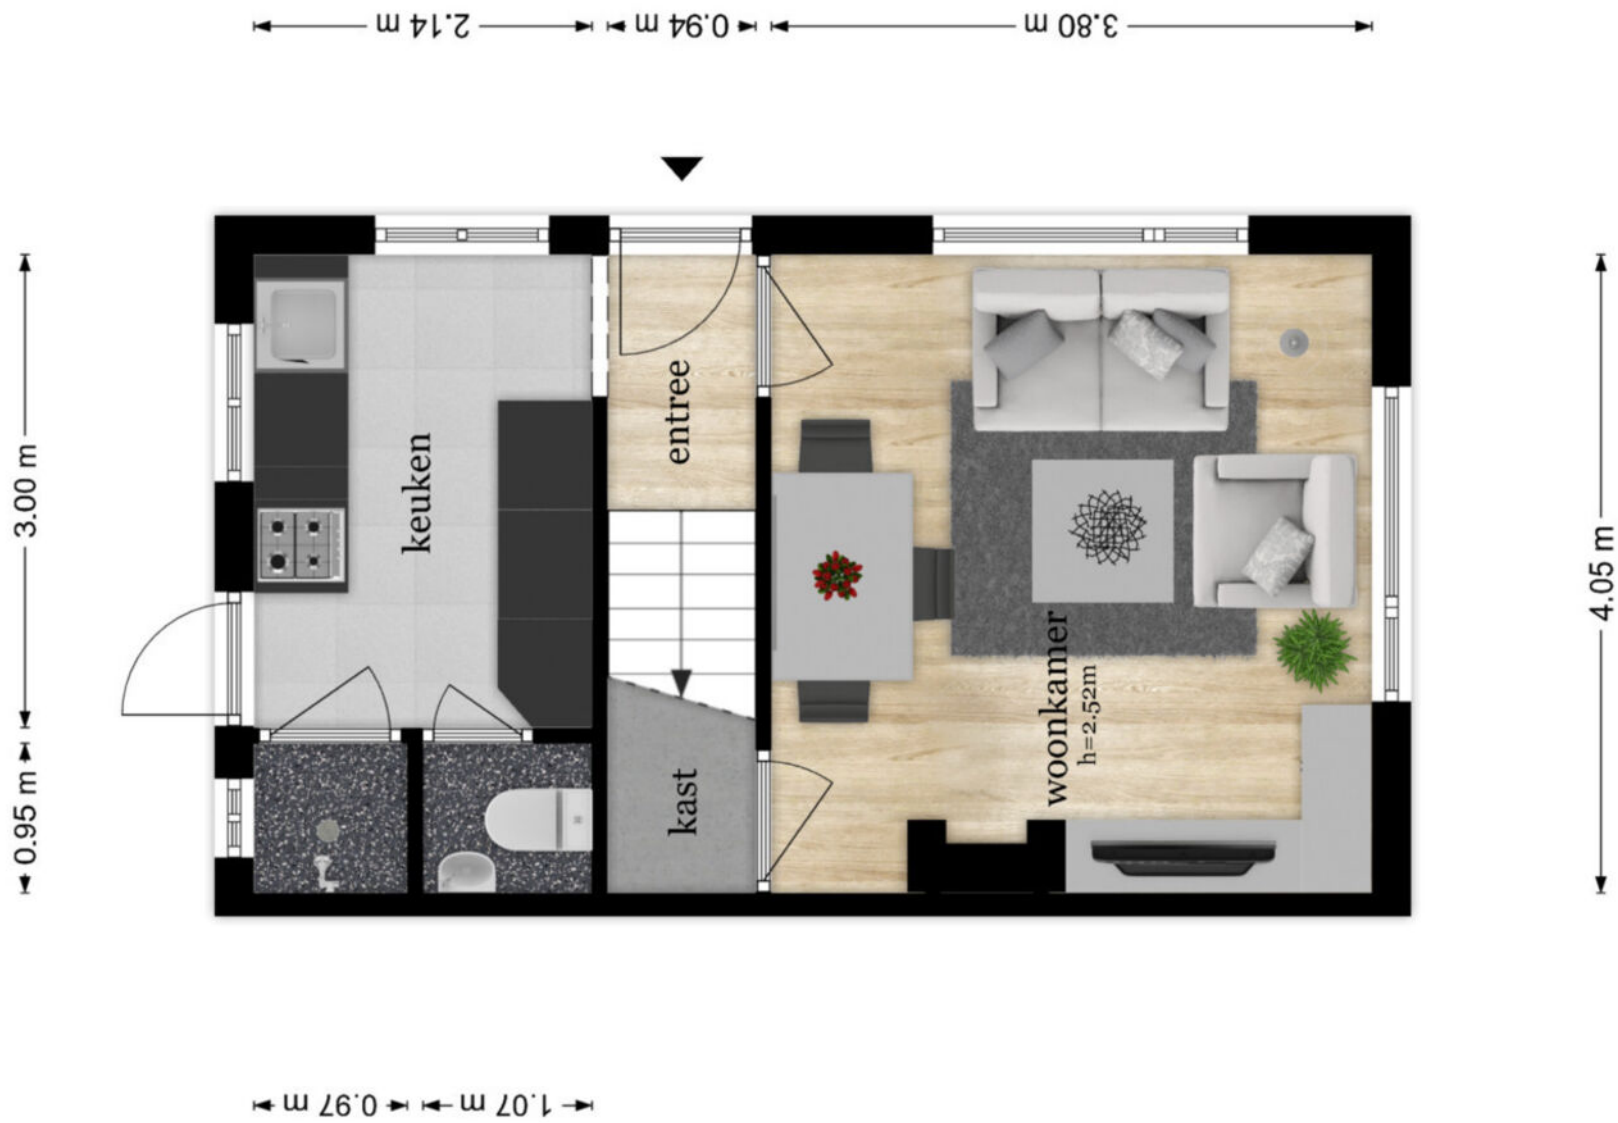 2.14 m
0.94 m
3.80 m
3.00 m
0.95 m
4.05 m
keuken
entree
kast
woonkamer
h=2.52m
0.97 m
1.07 m